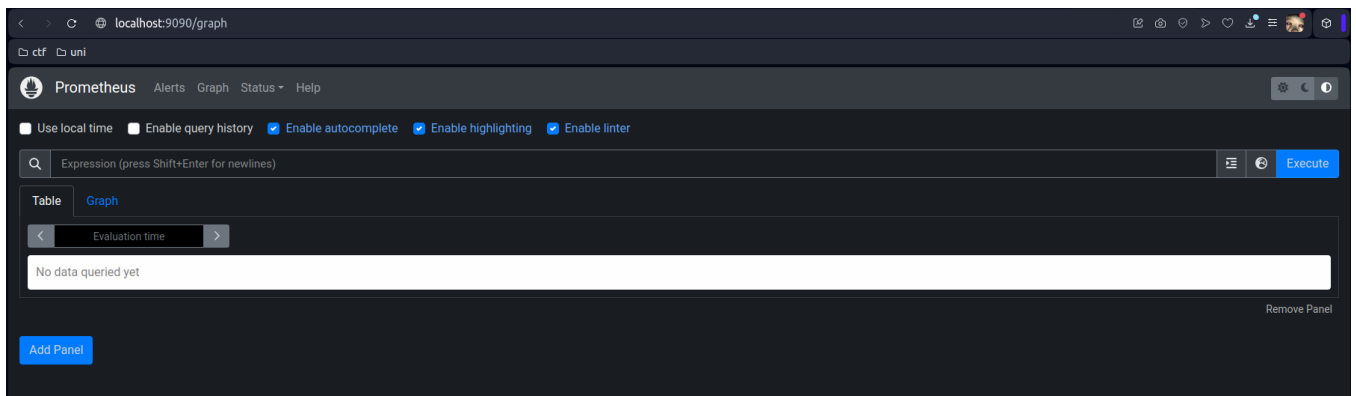 localhost:9090/graph
ctf uni
Prometheus Alerts Graph Status Help
Use local time Enable query history Enable autocomplete Enable highlighting Enable linter
Expression (press Shift+Enter for newlines) Execute
Table Graph
Evaluation time
No data queried yet
Remove Panel
Add Panel